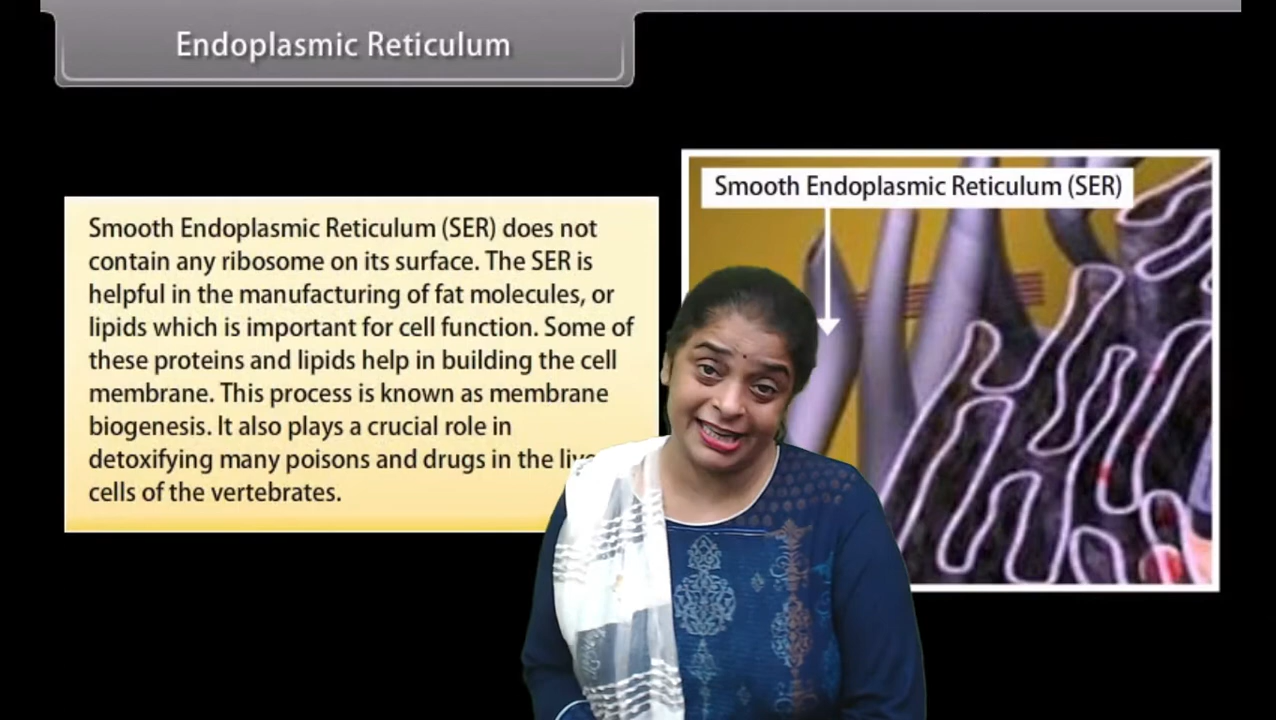 Endoplasmic Reticulum
Smooth Endoplasmic Reticulum (SER)
Smooth Endoplasmic Reticulum (SER) does not
contain any ribosome on its surface. The SER is
helpful in the manufacturing of fat molecules, or
lipids which is important for cell function. Some of
these proteins and lipids help in building the cell
membrane. This process is known as membrane
biogenesis. It also plays a crucial role in
detoxifying many poisons and drugs in the
cells of the vertebrates.